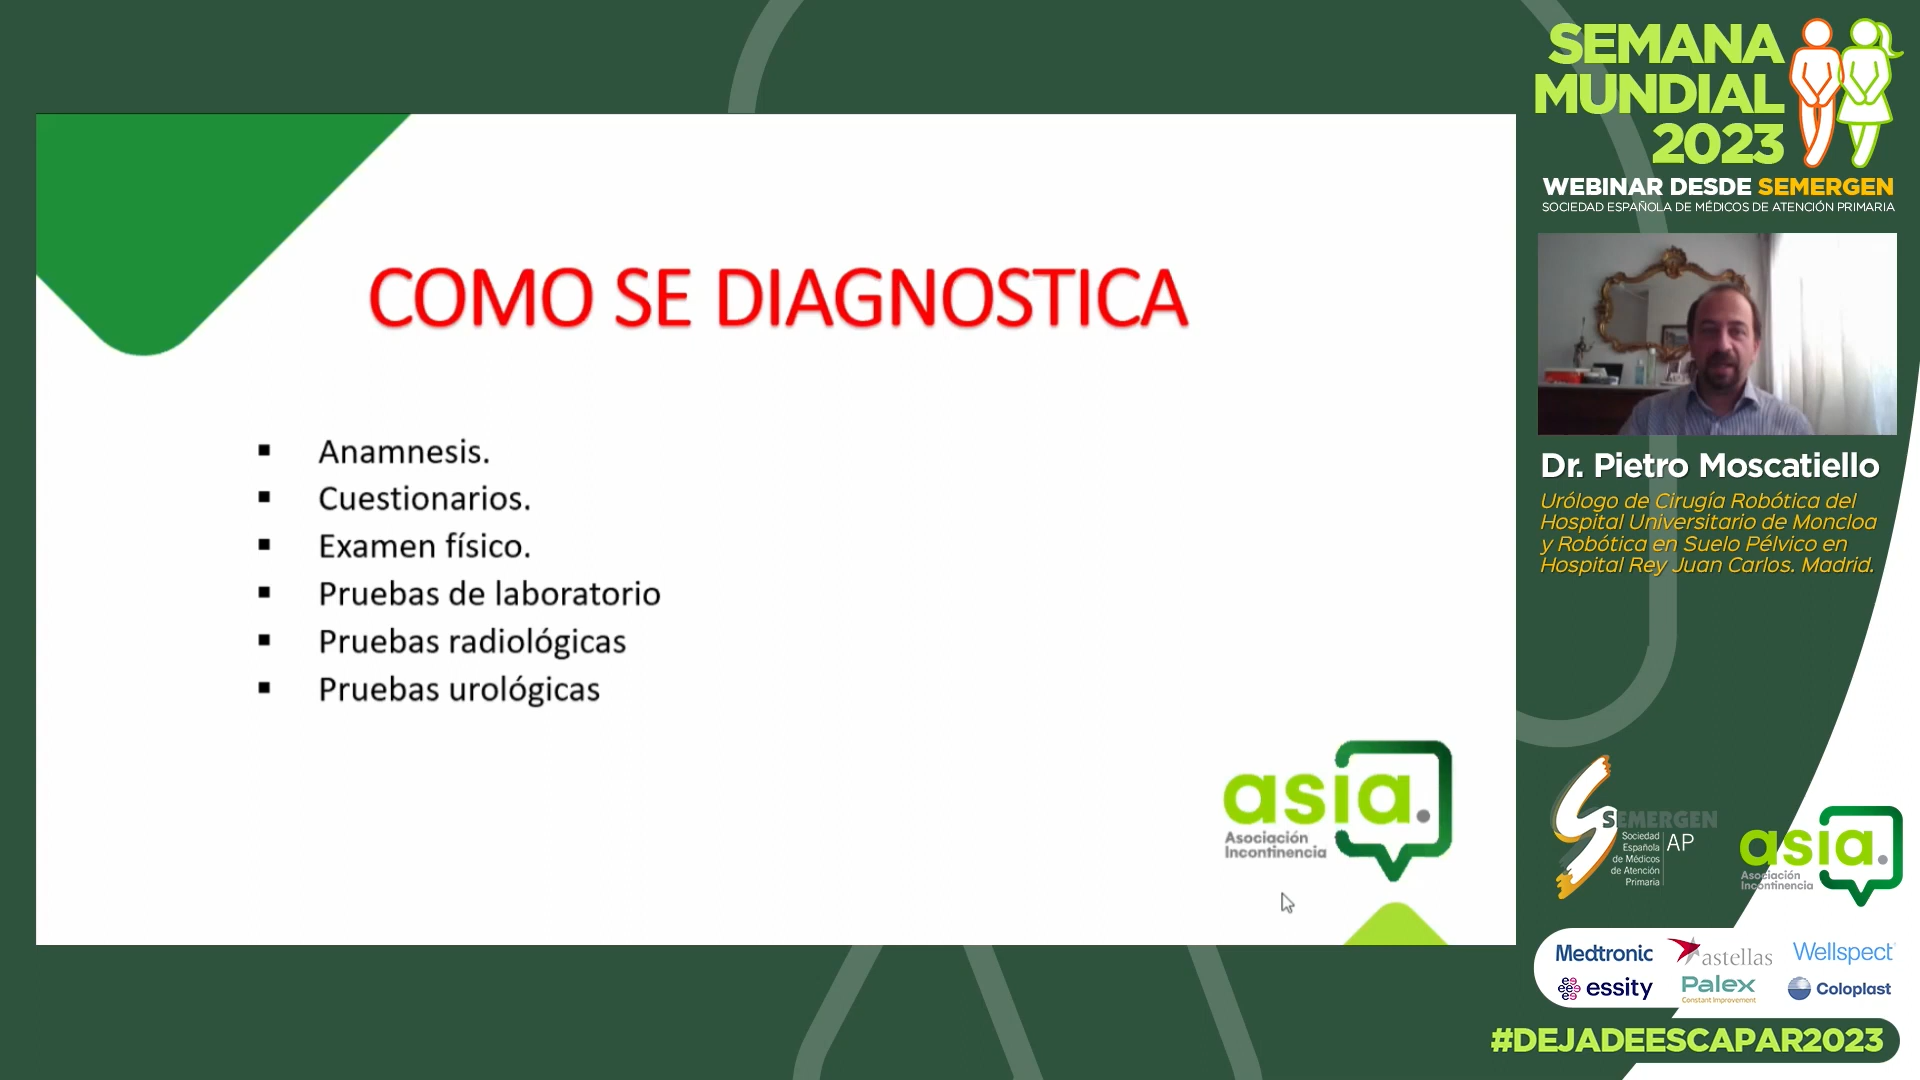 COMO SE DIAGNOSTICA
▪ Anamnesis.
▪ Cuestionarios.
▪ Examen físico.
▪ Pruebas de laboratorio
▪ Pruebas radiológicas
▪ Pruebas urológicas
asia.
Asociación
Incontinencia
SEMANA
MUNDIAL
2023
WEBINAR DESDE SEMERGEN
SOCIEDAD ESPAÑOLA DE MÉDICOS DE ATENCIÓN PRIMARIA
Dr. Pietro Moscatiello
Urólogo de Cirugía Robótica del
Hospital Universitario de Moncloa
y Robótica en Suelo Pélvico en
Hospital Rey Juan Carlos. Madrid.
SEMERGEN
Sociedad
Española
de Médicos
de Atención
Primaria
AP
asia.
Asociación
Incontinencia
Medtronic
astellas
Wellspect
essity
Palex
Constant Improvement
Coloplast
#DEJADEESCAPAR2023